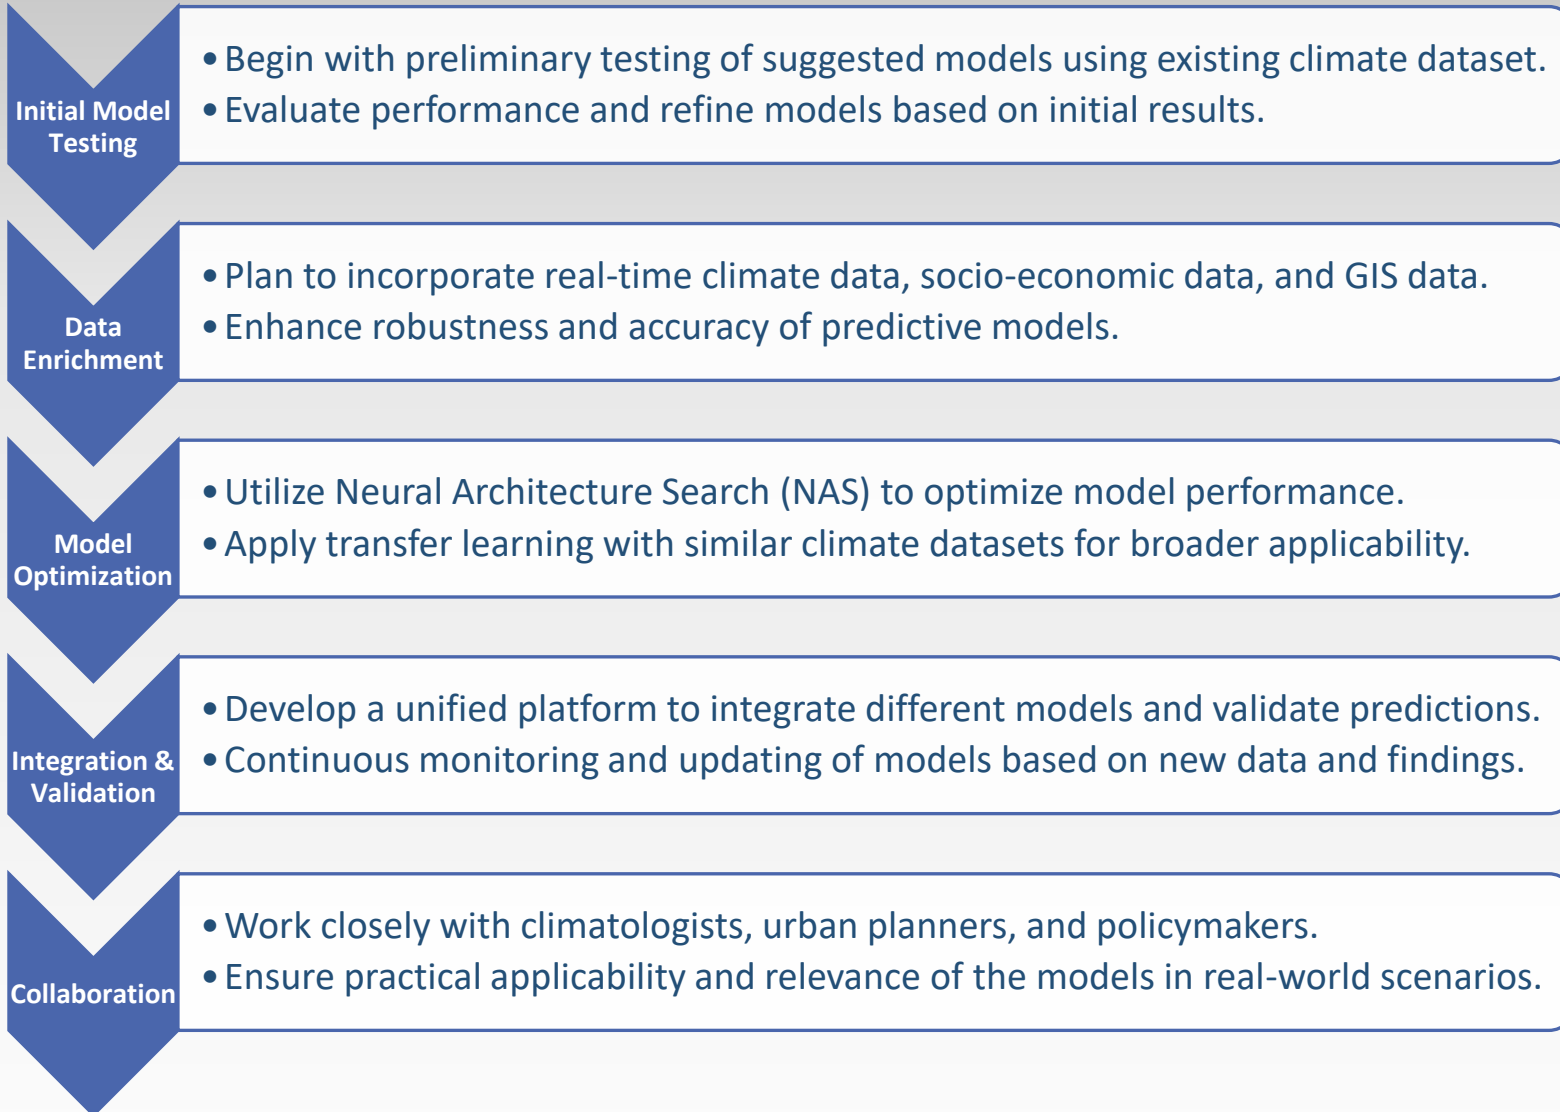 Initial Model
Testing
• Begin with preliminary testing of suggested models using existing climate dataset.
• Evaluate performance and refine models based on initial results.
Data
Enrichment
• Plan to incorporate real-time climate data, socio-economic data, and GIS data.
• Enhance robustness and accuracy of predictive models.
Model
Optimization
• Utilize Neural Architecture Search (NAS) to optimize model performance.
• Apply transfer learning with similar climate datasets for broader applicability.
Integration &
Validation
• Develop a unified platform to integrate different models and validate predictions.
• Continuous monitoring and updating of models based on new data and findings.
Collaboration
• Work closely with climatologists, urban planners, and policymakers.
• Ensure practical applicability and relevance of the models in real-world scenarios.